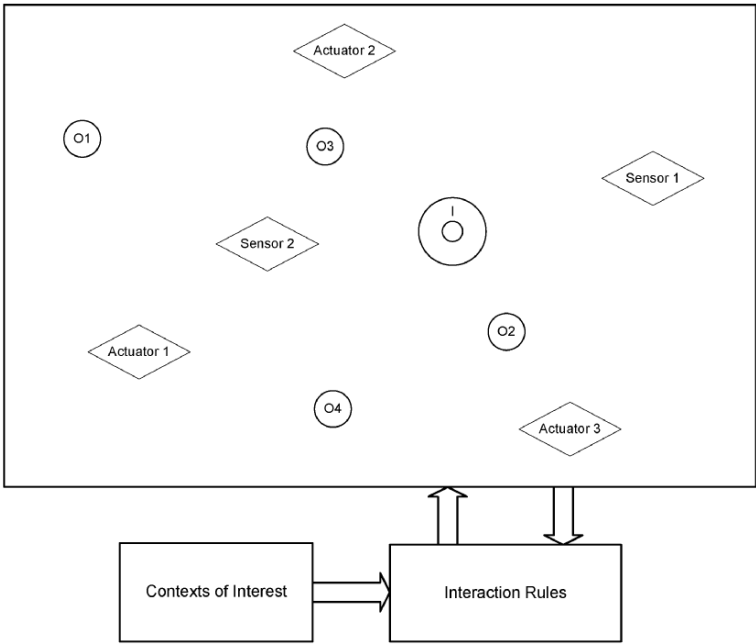 Actuator 2
O1
O3
Sensor 1
I
Sensor 2
O2
Actuator 1
O4
Actuator 3
Contexts of Interest
Interaction Rules